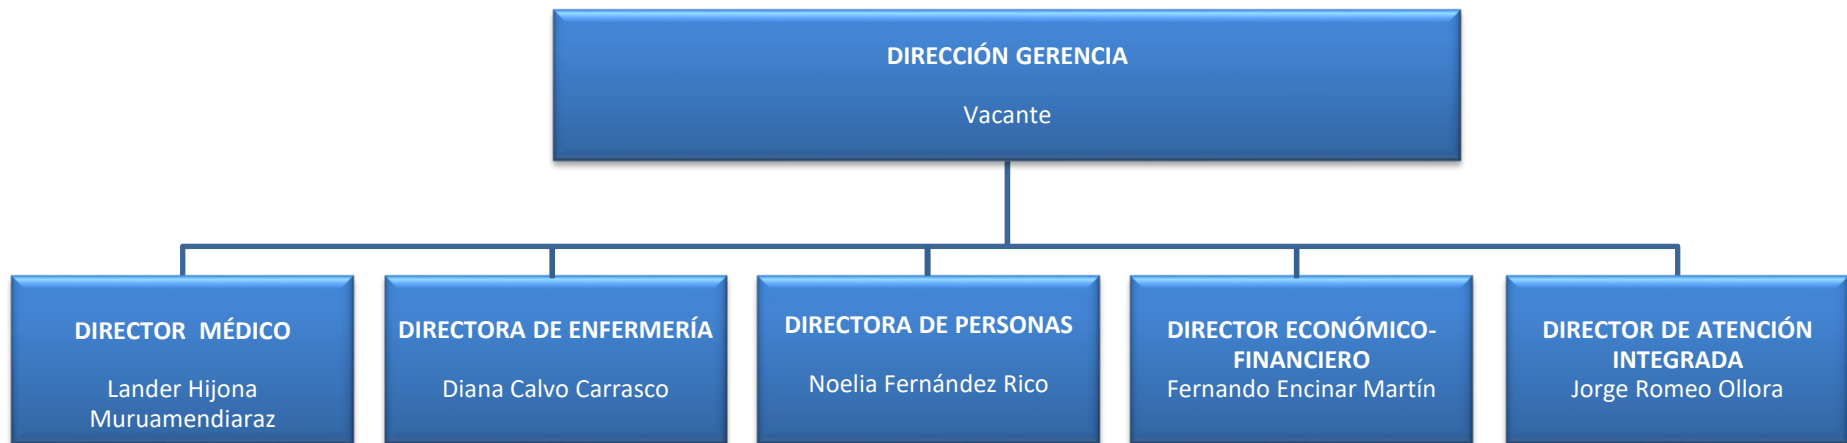 DIRECCIÓN GERENCIA
Vacante
DIRECTOR MÉDICO
Lander Hijona
Muruamendiaraz
DIRECTORA DE ENFERMERÍA
Diana Calvo Carrasco
DIRECTORA DE PERSONAS
Noelia Fernández Rico
DIRECTOR ECONÓMICO-
FINANCIERO
Fernando Encinar Martín
DIRECTOR DE ATENCIÓN
INTEGRADA
Jorge Romeo Ollora